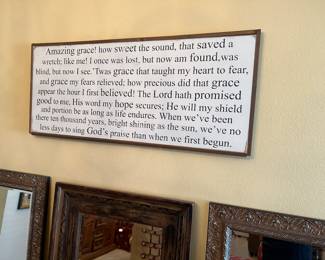 Amazing grace! how sweet the sound, that saved a
wretch; like me! I once was lost, but now am found, was
blind, but now I see. 'Twas grace that taught my heart to fear,
and grace my fears relieved; how precious did that grace
appear the hour I first believed! The Lord hath promised
good to me, His word my hope secures; He will my shield
and portion be as long as life endures. When we've been
there ten thousand years, bright shining as the sun, we've no
less days to sing God's praise than when we first begun.